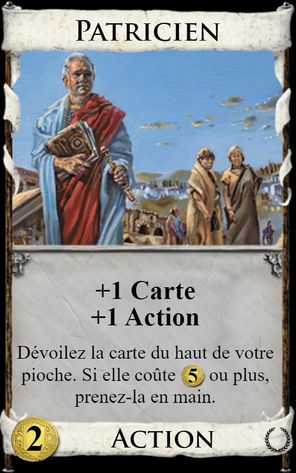 PATRICIEN
+1 Carte
+1 Action
Dévoilez la carte du haut de votre
pioche. Si elle coûte 5 ou plus,
prenez-la en main.
2 ACTION